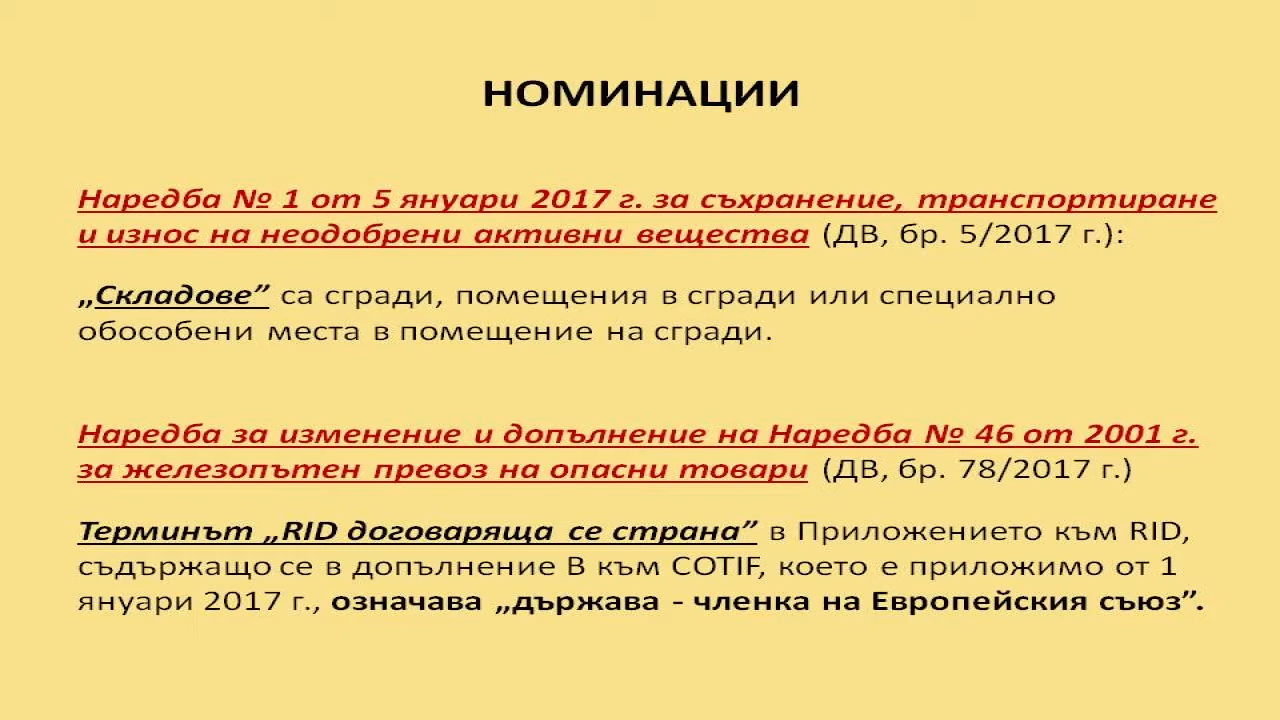 НОМИНАЦИИ
Наредба № 1 от 5 януари 2017 г. за съхранение, транспортиране
и износ на неодобрени активни вещества (ДВ, бр. 5/2017 г.):
„Складове” са сгради, помещения в сгради или специално
обособени места в помещение на сгради.
Наредба за изменение и допълнение на Наредба № 46 от 2001 г.
за железопътен превоз на опасни товари (ДВ, бр. 78/2017 г.)
Терминът „RID договаряща се страна” в Приложението към RID,
съдържащо се в допълнение В към COTIF, което е приложимо от 1
януари 2017 г., означава „държава - членка на Европейския съюз”.